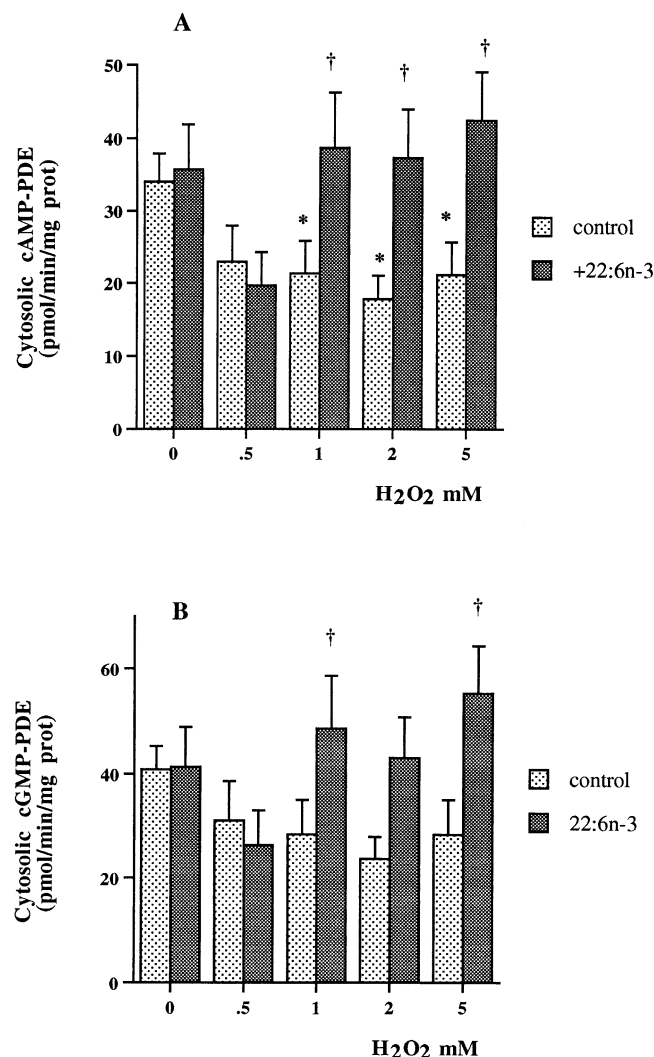 A
Cytosolic cAMP-PDE
(pmol/min/mg prot)
50
40
30
20
10
0
†
†
†
*
*
*
control
+22:6n-3
0 .5 1 2 5
H2O2 mM
B
Cytosolic cGMP-PDE
(pmol/min/mg prot)
60
40
20
0
†
†
control
22:6n-3
0 .5 1 2 5
H2O2 mM